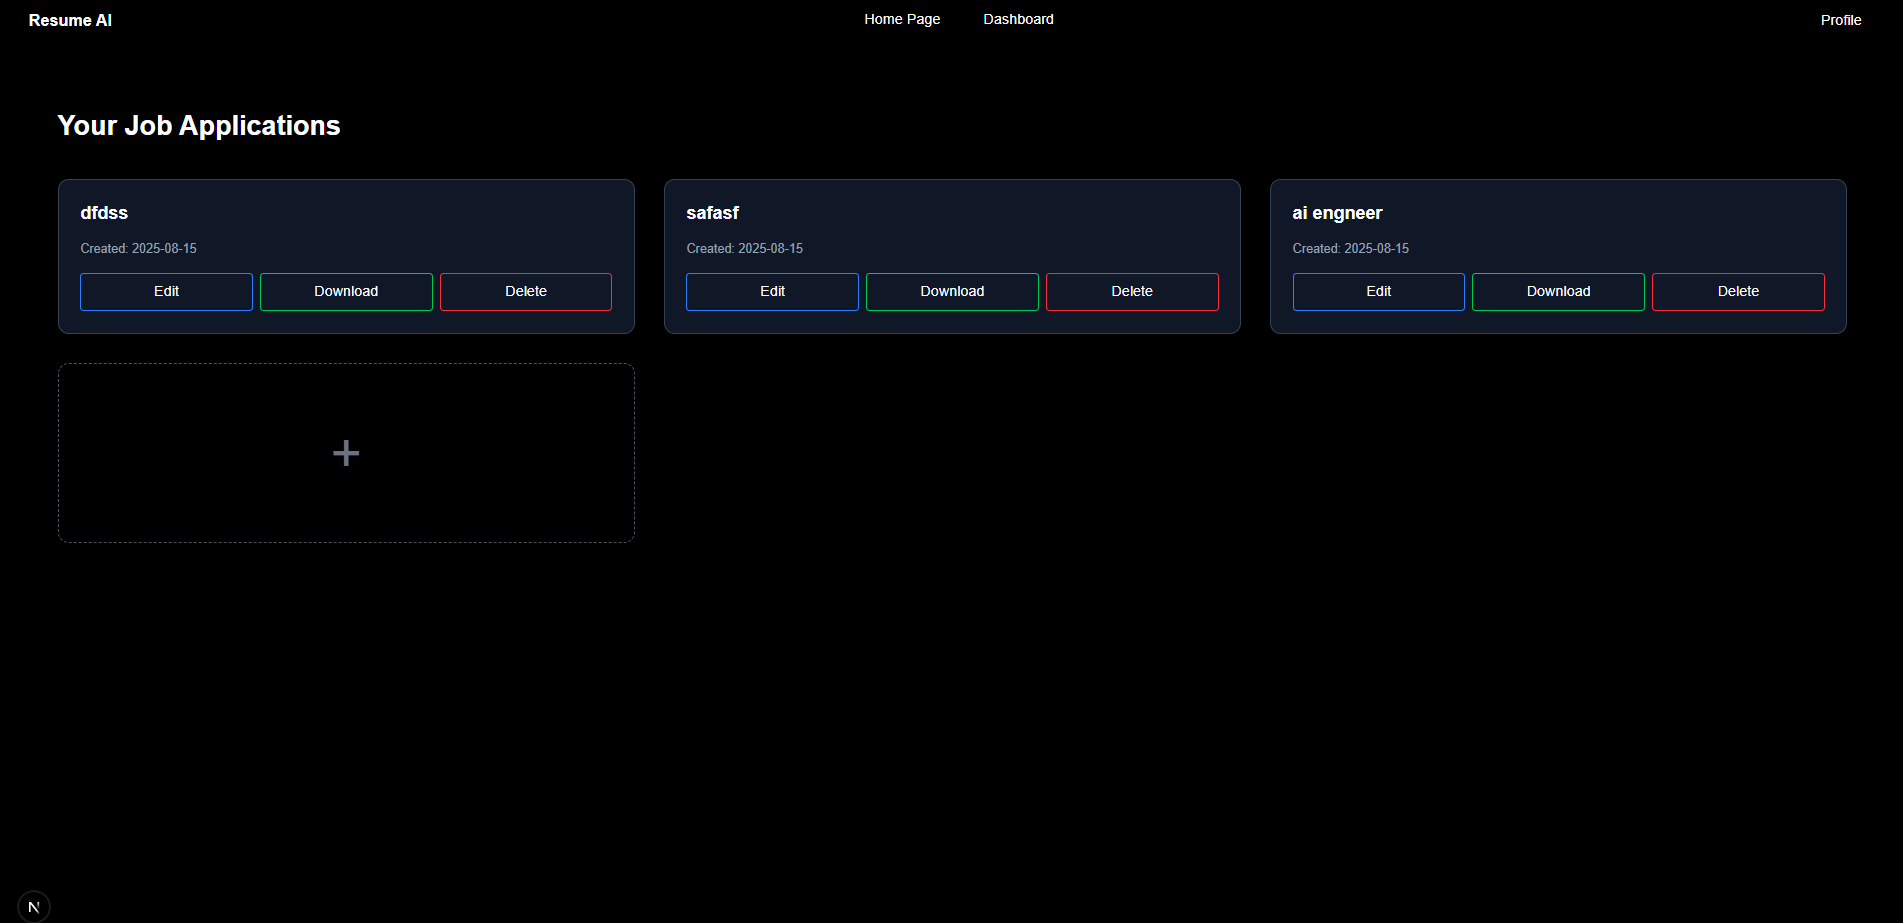 Resume AI Home Page Dashboard Profile
Your Job Applications
dfdss
Created: 2025-08-15
Edit Download Delete
safasf
Created: 2025-08-15
Edit Download Delete
ai engneer
Created: 2025-08-15
Edit Download Delete
+
N